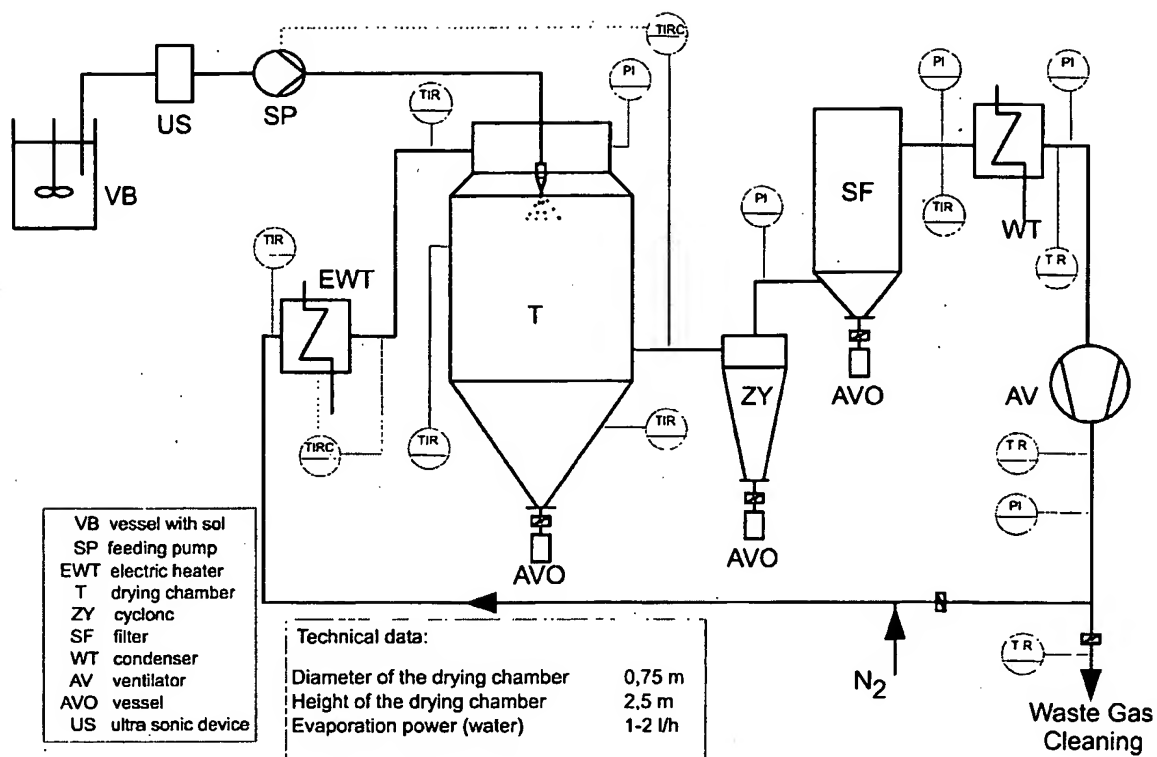 TIRC
PI
PI
PI
TIR
US
SP
VB
SF
TIR
WT
PI
TIR
EWT
T R
T
AVO
ZY
AV
TIR
TIRC
TIR
T R
PI
AVO
AVO
VB vessel with sol
SP feeding pump
EWT electric heater
T drying chamber
ZY cyclonc
SF filter
WT condenser
AV ventilator
AVO vessel
US ultra sonic device
Technical data:
Diameter of the drying chamber 0,75 m
Height of the drying chamber 2,5 m
Evaporation power (water) 1-2 l/h
N2
T R
Waste Gas
Cleaning